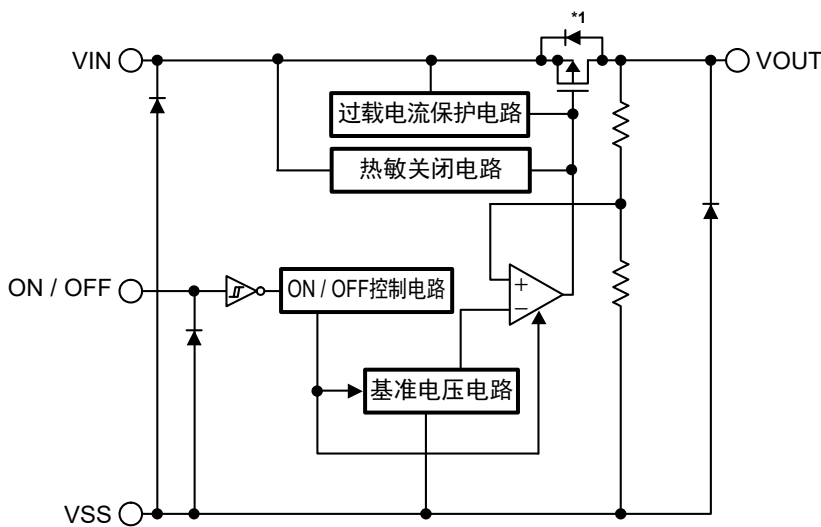 *1
VIN
VOUT
过载电流保护电路
热敏关闭电路
ON / OFF
ON / OFF控制电路
+
−
基准电压电路
VSS